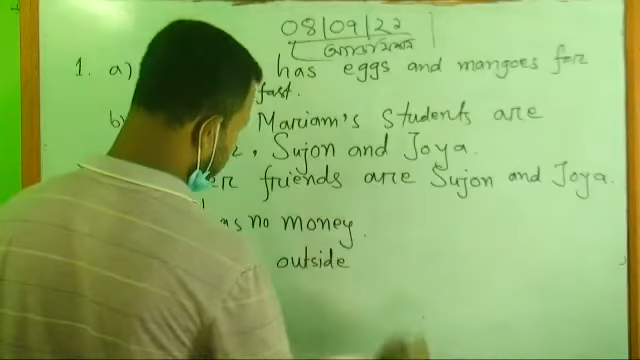 08/09/22
1. a) has eggs and mangoes for
fast.
b) Mariam's students are
, Sujon and Joya.
friends are Sujon and Joya.
no money.
outside